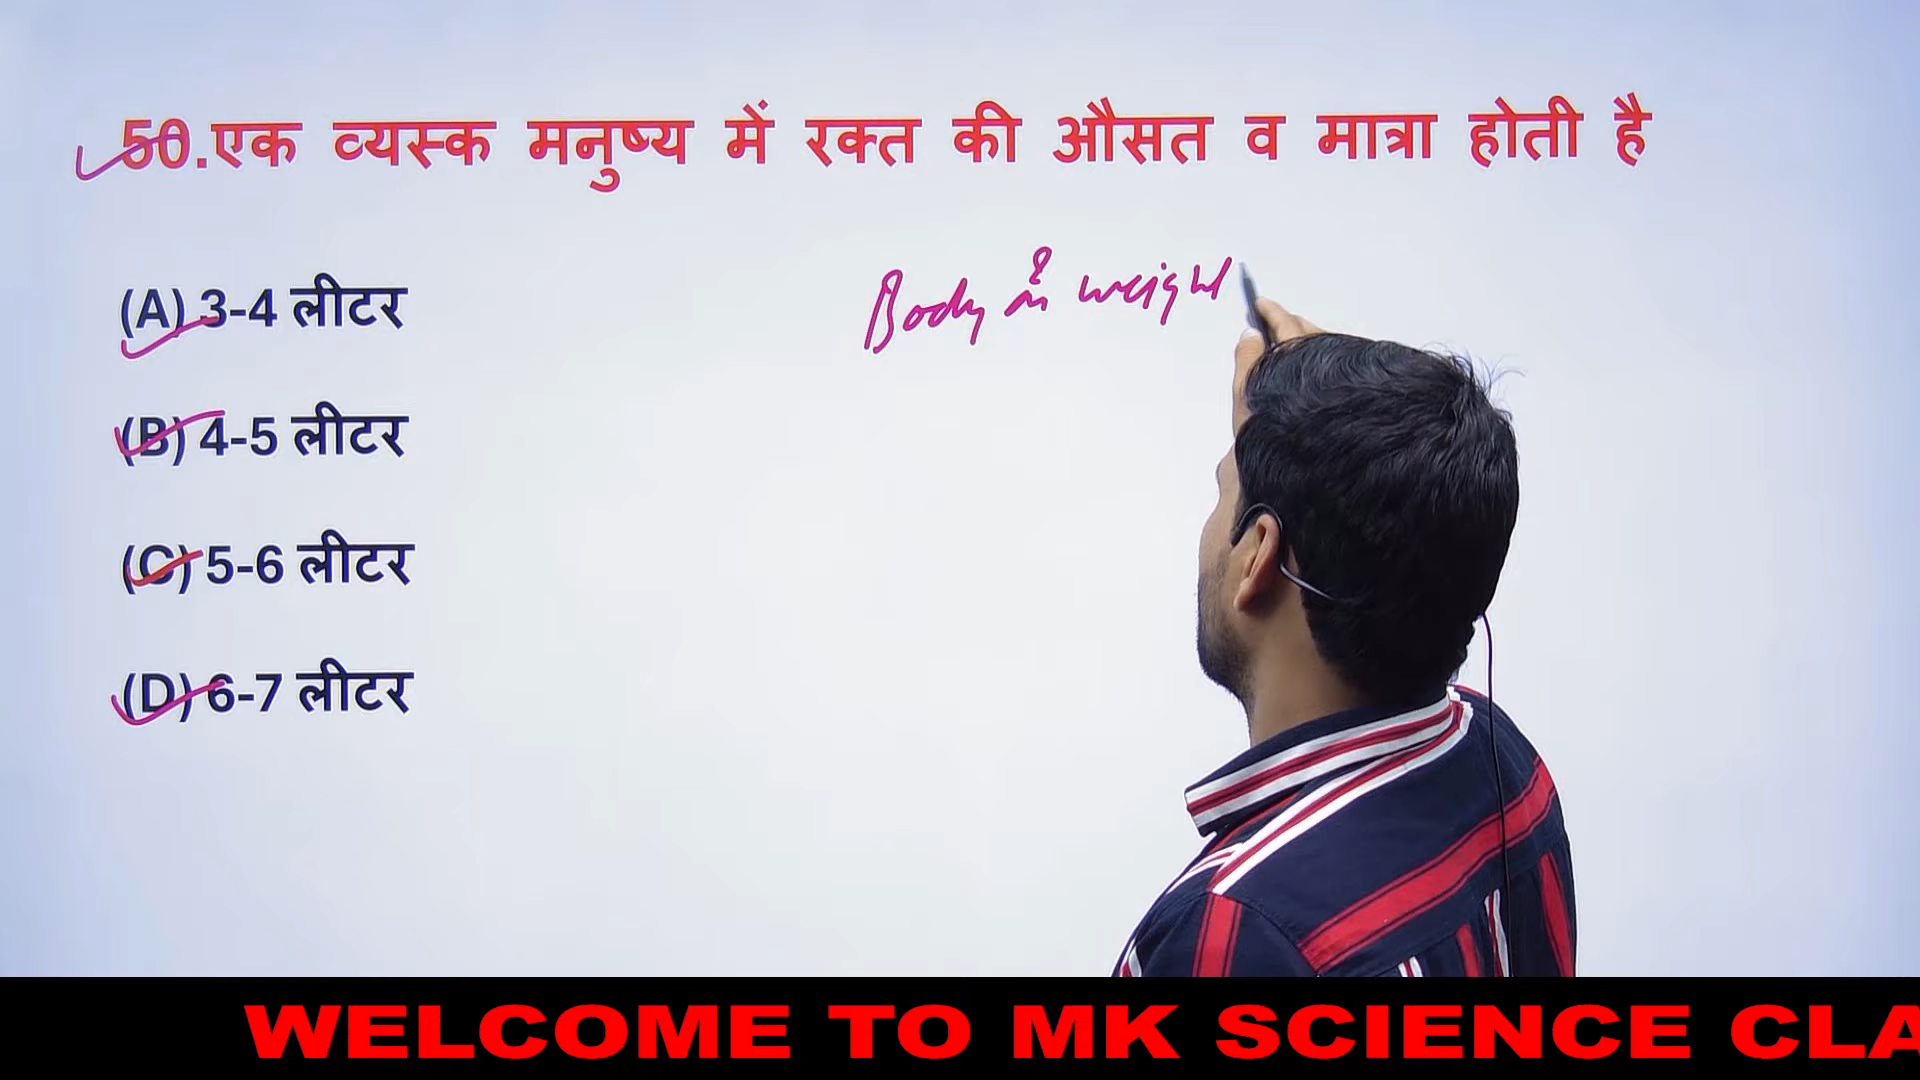 50.एक व्यस्क मनुष्य में रक्त की औसत व मात्रा होती है
Body के weight
(A) 3-4 लीटर
(B) 4-5 लीटर
(C) 5-6 लीटर
(D) 6-7 लीटर
WELCOME TO MK SCIENCE CLA